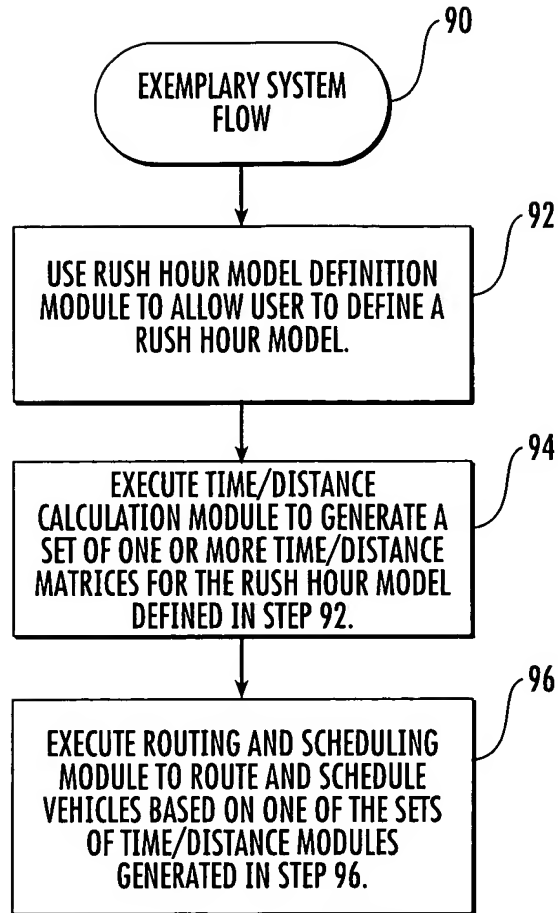 90
EXEMPLARY SYSTEM
FLOW
92
USE RUSH HOUR MODEL DEFINITION
MODULE TO ALLOW USER TO DEFINE A
RUSH HOUR MODEL.
94
EXECUTE TIME/DISTANCE
CALCULATION MODULE TO GENERATE A
SET OF ONE OR MORE TIME/DISTANCE
MATRICES FOR THE RUSH HOUR MODEL
DEFINED IN STEP 92.
96
EXECUTE ROUTING AND SCHEDULING
MODULE TO ROUTE AND SCHEDULE
VEHICLES BASED ON ONE OF THE SETS
OF TIME/DISTANCE MODULES
GENERATED IN STEP 96.